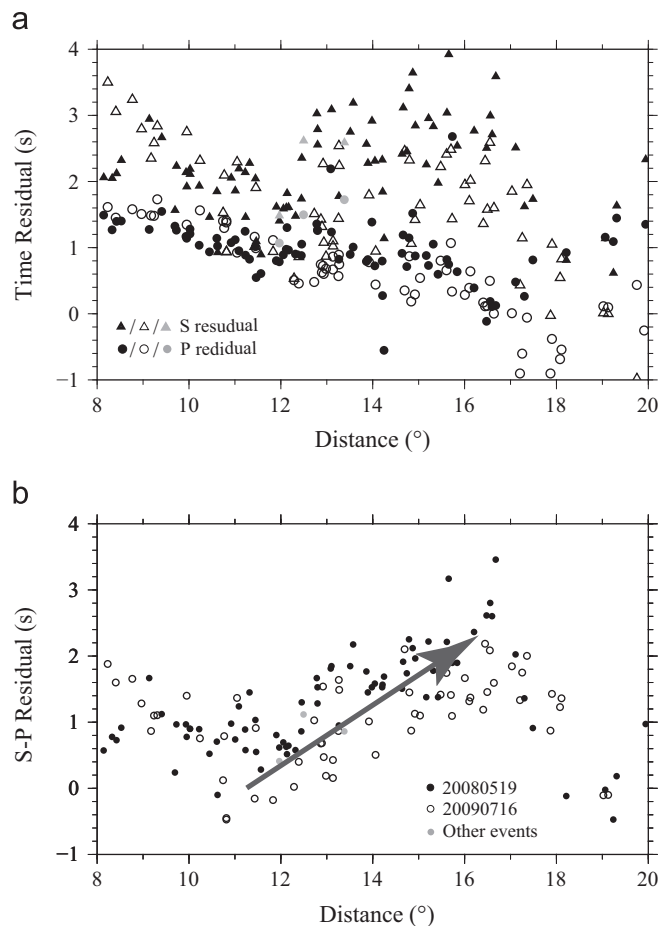 a
4
3
2
1
0
−1
Time Residual (s)
▲/△/▲ S resudual
●/○/● P redidual
8 10 12 14 16 18 20
Distance (°)
b
4
3
2
1
0
−1
S-P Residual (s)
20080519
20090716
Other events
8 10 12 14 16 18 20
Distance (°)